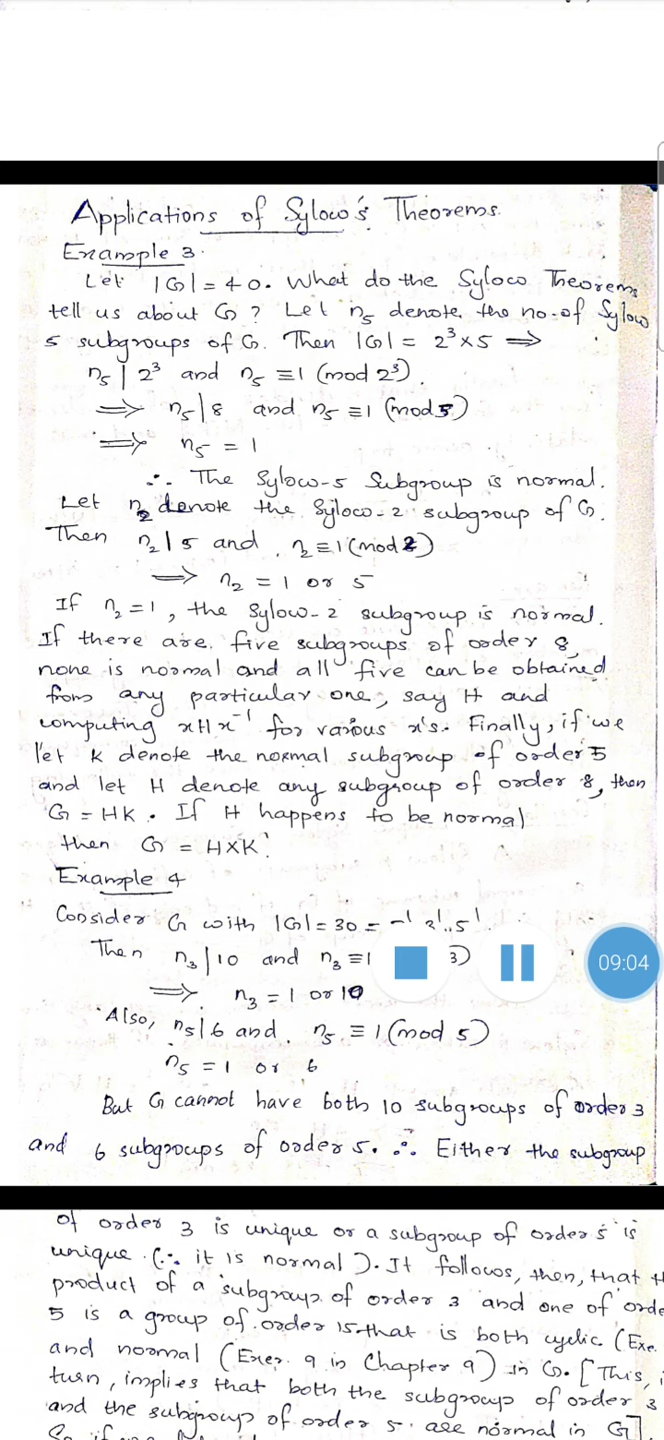 Applications of Sylow's Theorems.
Example 3.
Let |G| = 40. What do the Sylow Theorems
tell us about G? Let n5 denote the no. of Sylow
5 subgroups of G. Then |G| = 2³ × 5 ⟹
n5 | 2³ and n5 ≡ 1 (mod 2³).
⟹ n5 | 8 and n5 ≡ 1 (mod 5)
⟹ n5 = 1
∴ The Sylow-5 Subgroup is normal.
Let n2 denote the Sylow-2 subgroup of G.
Then n2 | 5 and n2 ≡ 1 (mod 2)
⟹ n2 = 1 or 5
If n2 = 1, the Sylow-2 subgroup is normal.
If there are five subgroups of order 8,
none is normal and all five can be obtained
from any particular one, say H and
computing xHx⁻¹ for various x's. Finally, if we
let K denote the normal subgroup of order 5
and let H denote any subgroup of order 8, then
G = HK. If H happens to be normal
then G = H×K.
Example 4
Consider G with |G| = 30 = 3¹. 5¹
Then n3 | 10 and n3 ≡ 1 3)
09:04
⟹ n3 = 1 or 10
Also, n5 | 6 and n5 ≡ 1 (mod 5)
n5 = 1 or 6
But G cannot have both 10 subgroups of order 3
and 6 subgroups of order 5. ∴ Either the subgroup
of order 3 is unique or a subgroup of order 5 is
unique (∴ it is normal). It follows, then, that
product of a subgroup of order 3 and one of
5 is a group of order 15 that is both cyclic (Exe.
and normal (Exer. 9 in Chapter 9) in G. [This,
turn, implies that both the subgroup of order 3
and the subgroup of order 5 are normal in G].